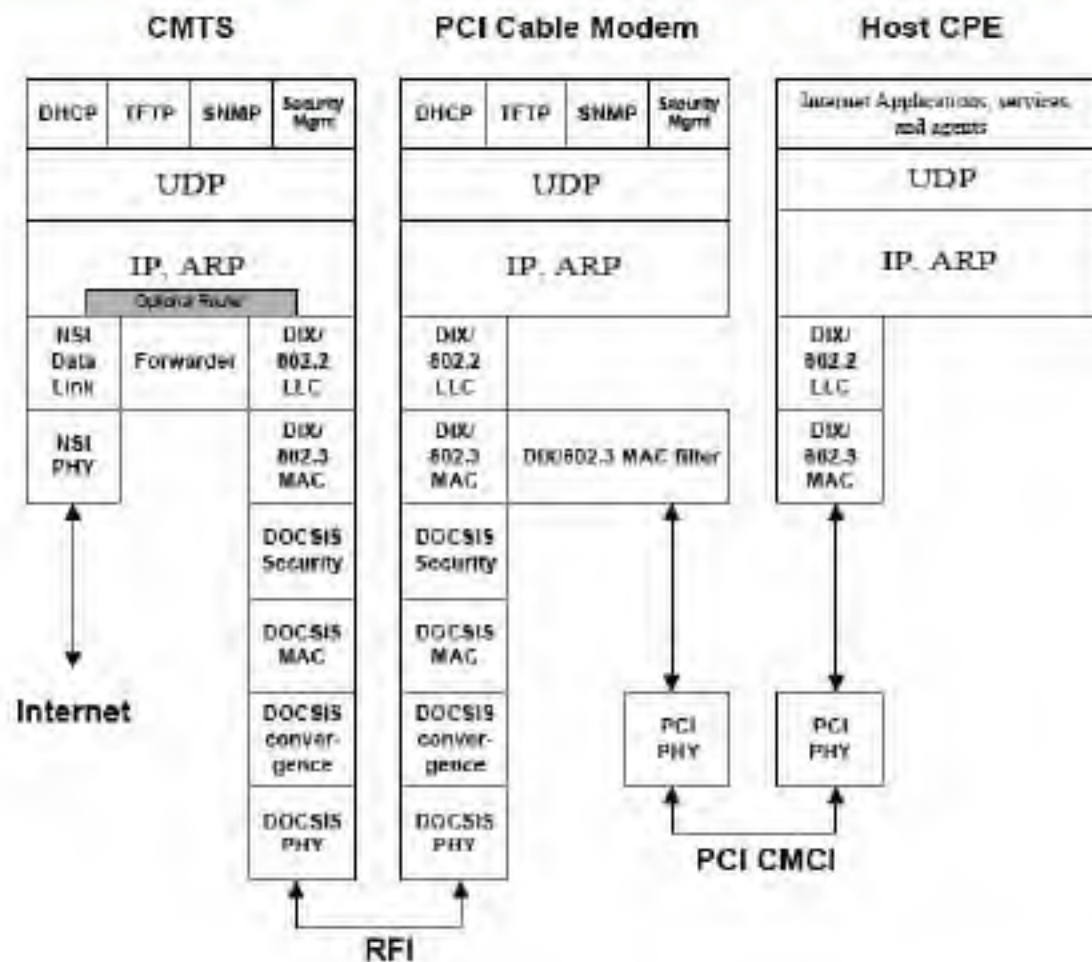 CMTS
PCI Cable Modem
Host CPE
DHCP
TFTP
SNMP
Security
Mgmt
DHCP
TFTP
SNMP
Security
Mgmt
Internet Applications, services,
and agents
UDP
UDP
UDP
IP, ARP
IP, ARP
IP, ARP
Optional Router
NSI
Data
Link
Forwarder
DIX/
802.2
LLC
DIX/
802.2
LLC
DIX/
802.2
LLC
NSI
PHY
DIX/
802.3
MAC
DIX/
802.3
MAC
DIX/802.3 MAC filter
DIX/
802.3
MAC
DOCSIS
Security
DOCSIS
Security
DOCSIS
MAC
DOCSIS
MAC
Internet
DOCSIS
conver-
gence
DOCSIS
conver-
gence
PCI
PHY
PCI
PHY
DOCSIS
PHY
DOCSIS
PHY
PCI CMCI
RFI